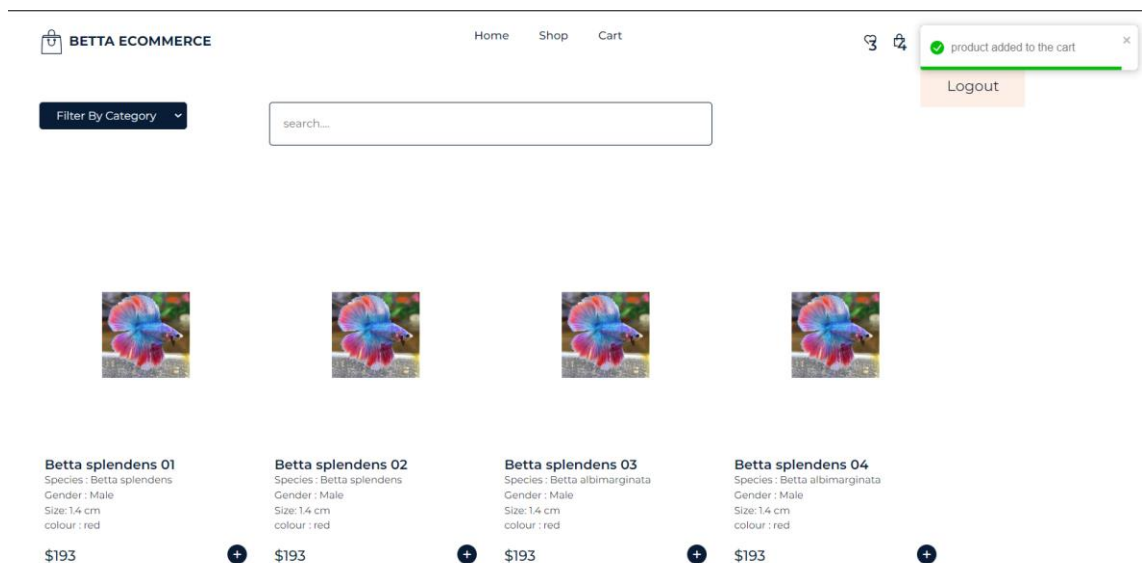 BETTA ECOMMERCE
Home Shop Cart
3 4
product added to the cart
Logout
Filter By Category
search....
Betta splendens 01
Species : Betta splendens
Gender : Male
Size: 1.4 cm
colour : red
$193
Betta splendens 02
Species : Betta splendens
Gender : Male
Size: 1.4 cm
colour : red
$193
Betta splendens 03
Species : Betta albimarginata
Gender : Male
Size: 1.4 cm
colour : red
$193
Betta splendens 04
Species : Betta albimarginata
Gender : Male
Size: 1.4 cm
colour : red
$193